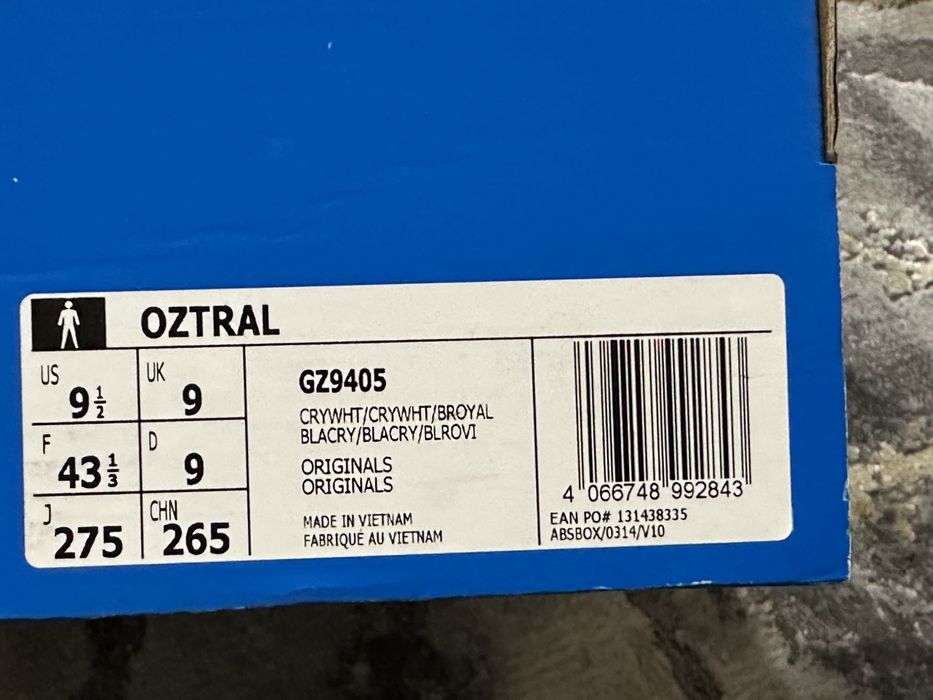 OZTRAL
US 9 1/2
UK 9
F 43 1/3
D 9
J 275
CHN 265
GZ9405
CRYWHT/CRYWHT/BROYAL
BLACRY/BLACRY/BLROVI
ORIGINALS
ORIGINALS
MADE IN VIETNAM
FABRIQUÉ AU VIETNAM
4 066748 992843
EAN PO# 131438335
ABSBOX/0314/V10